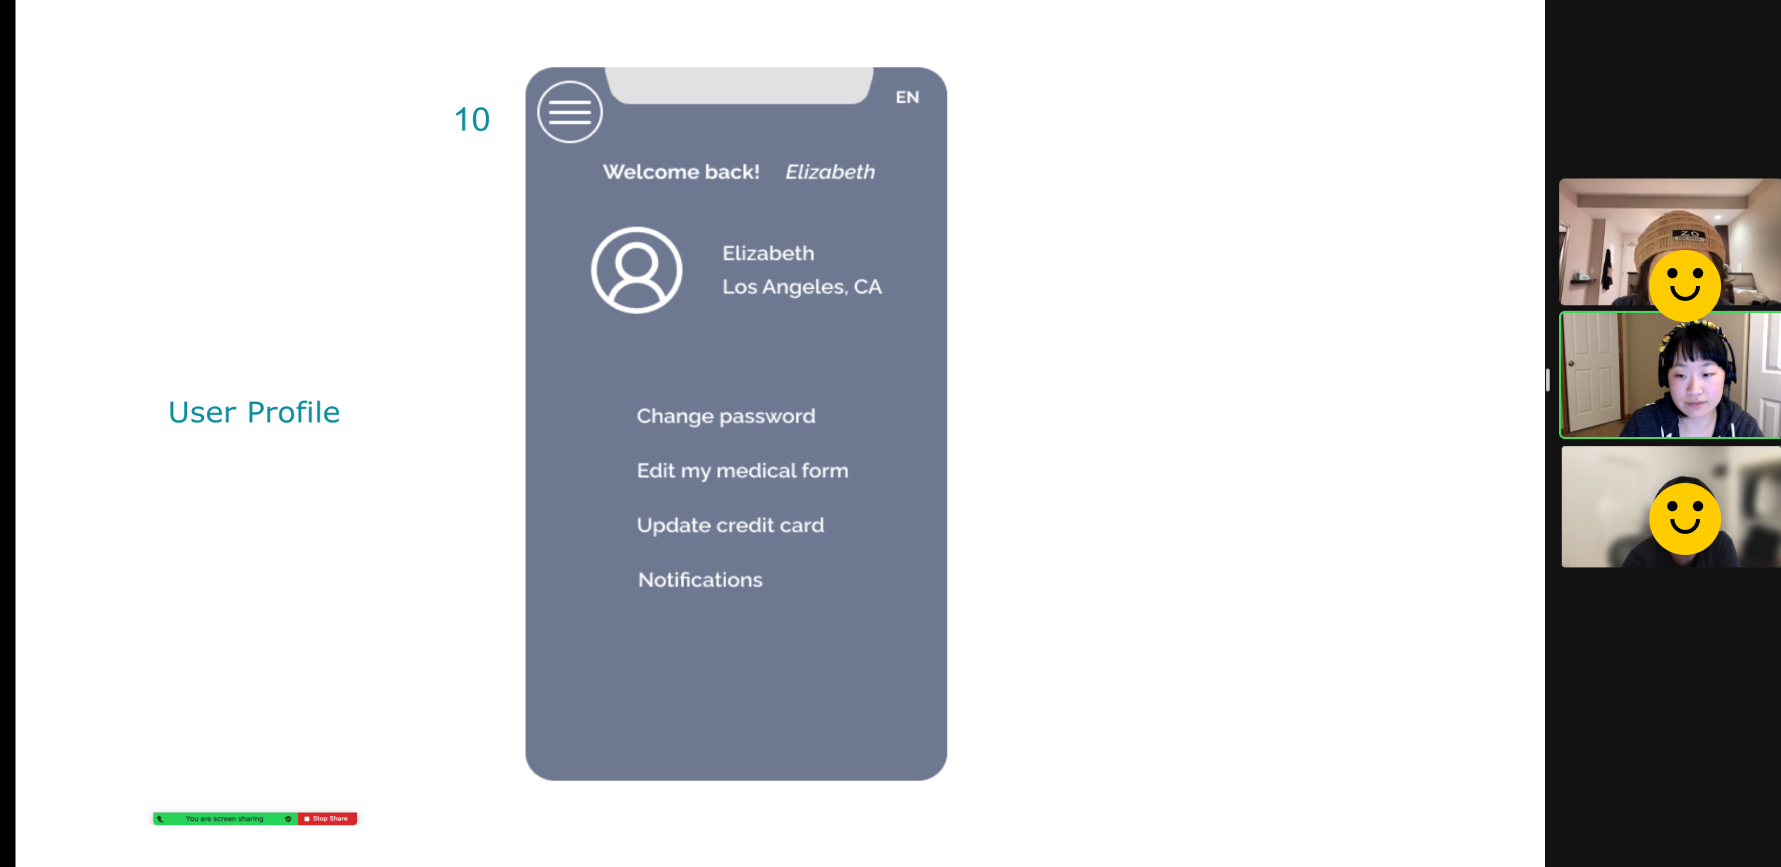 10
EN
Welcome back! Elizabeth
Elizabeth
Los Angeles, CA
User Profile
Change password
Edit my medical form
Update credit card
Notifications
You are screen sharing
Stop Share
ZO